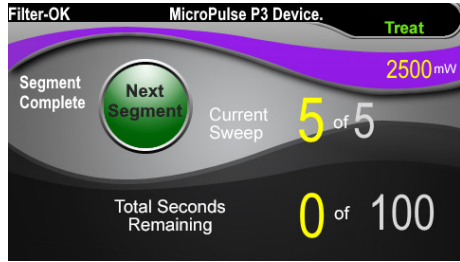 Filter-OK MicroPulse P3 Device.
Treat
2500mW
Segment
Complete
Next
Segment
Current
Sweep
5 of 5
Total Seconds
Remaining
0 of 100